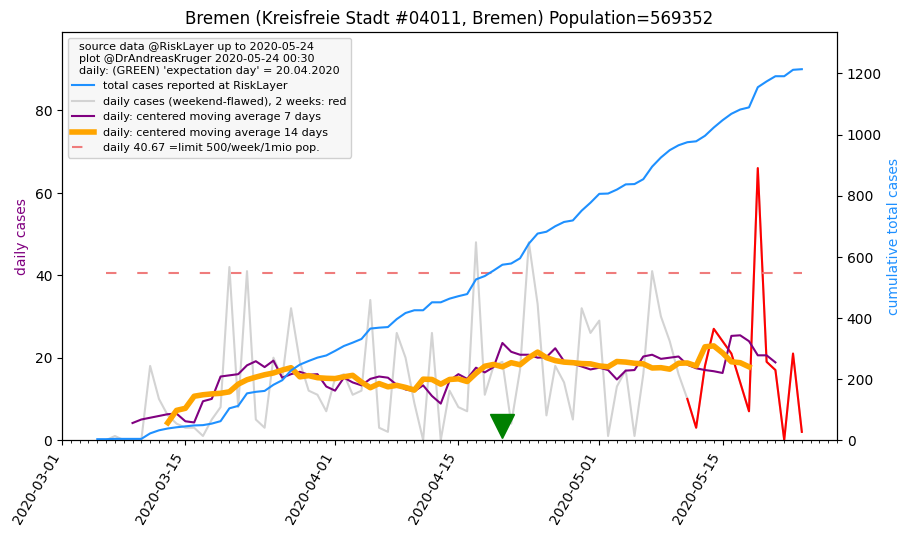 Bremen (Kreisfreie Stadt #04011, Bremen) Population=569352
source data @RiskLayer up to 2020-05-24
plot @DrAndreasKruger 2020-05-24 00:30
daily: (GREEN) 'expectation day' = 20.04.2020
total cases reported at RiskLayer
daily cases (weekend-flawed), 2 weeks: red
daily: centered moving average 7 days
daily: centered moving average 14 days
daily 40.67 =limit 500/week/1mio pop.
daily cases
80
60
40
20
0
cumulative total cases
1200
1000
800
600
400
200
0
2020-03-01
2020-03-15
2020-04-01
2020-04-15
2020-05-01
2020-05-15